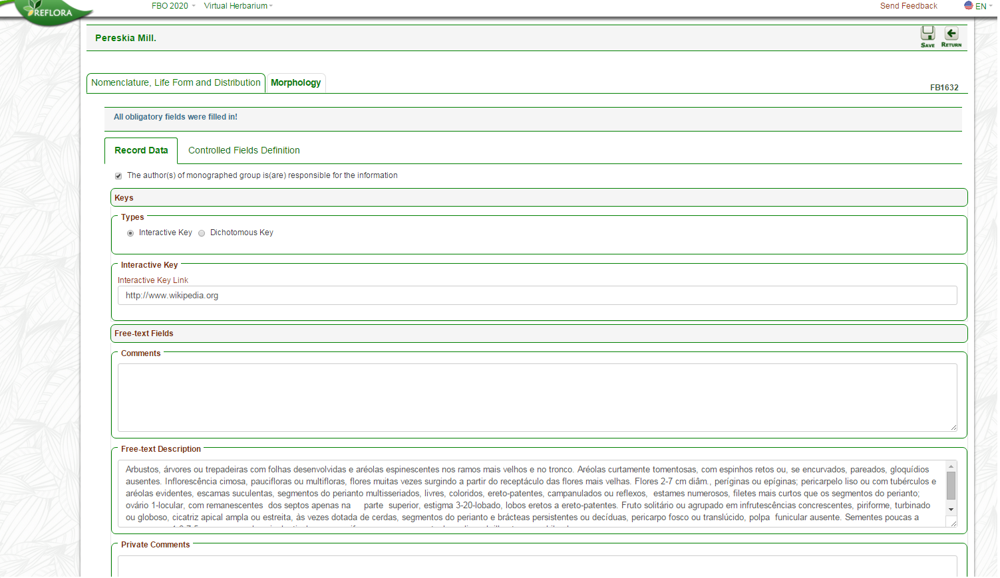 REFLORA
FBO 2020 Virtual Herbarium Send Feedback EN
Pereskia Mill. SAVE RETURN
Nomenclature, Life Form and Distribution Morphology FB1632
All obligatory fields were filled in!
Record Data Controlled Fields Definition
The author(s) of monographed group is(are) responsible for the information
Keys
Types
Interactive Key Dichotomous Key
Interactive Key
Interactive Key Link
http://www.wikipedia.org
Free-text Fields
Comments
Free-text Description
Arbustos, árvores ou trepadeiras com folhas desenvolvidas e aréolas espinescentes nos ramos mais velhos e no tronco. Aréolas curtamente tomentosas, com espinhos retos ou, se encurvados, pareados, gloquídios
ausentes. Inflorescência cimosa, paucifloras ou multifloras, flores muitas vezes surgindo a partir do receptáculo das flores mais velhas. Flores 2-7 cm diâm., períginas ou epíginas; pericarpelo liso ou com tubérculos e
aréolas evidentes, escamas suculentas, segmentos do perianto multisseriados, livres, coloridos, ereto-patentes, campanulados ou reflexos, estames numerosos, filetes mais curtos que os segmentos do perianto;
ovário 1-locular, com remanescentes dos septos apenas na parte superior, estigma 3-20-lobado, lobos eretos a ereto-patentes. Fruto solitário ou agrupado em infrutescências concrescentes, piriforme, turbinado
ou globoso, cicatriz apical ampla ou estreita, às vezes dotada de cerdas, segmentos do perianto e brácteas persistentes ou decíduas, pericarpo fosco ou translúcido, polpa funicular ausente. Sementes poucas a
Private Comments